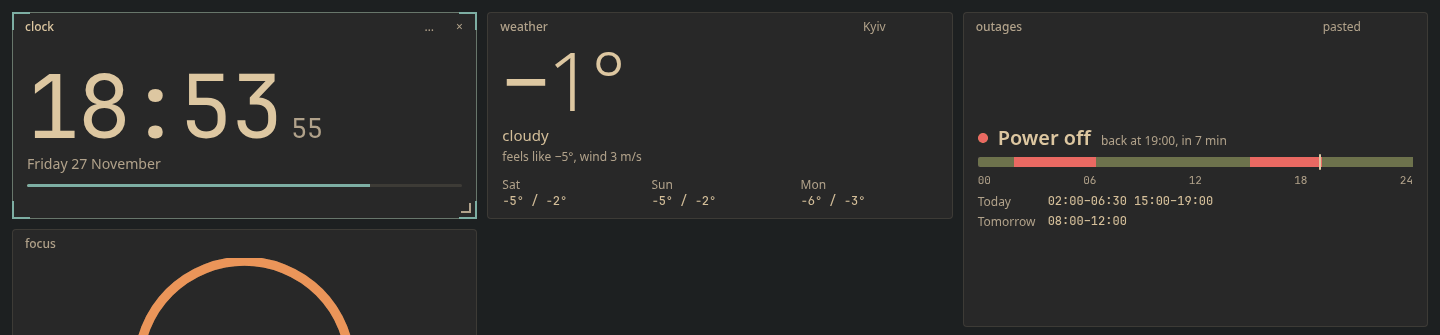 clock ... ×
18:53 55
Friday 27 November
weather Kyiv
−1°
cloudy
feels like −5°, wind 3 m/s
Sat Sun Mon
-5° / -2° -5° / -2° -6° / -3°
outages pasted
Power off back at 19:00, in 7 min
00 06 12 18 24
Today 02:00–06:30 15:00–19:00
Tomorrow 08:00–12:00
focus